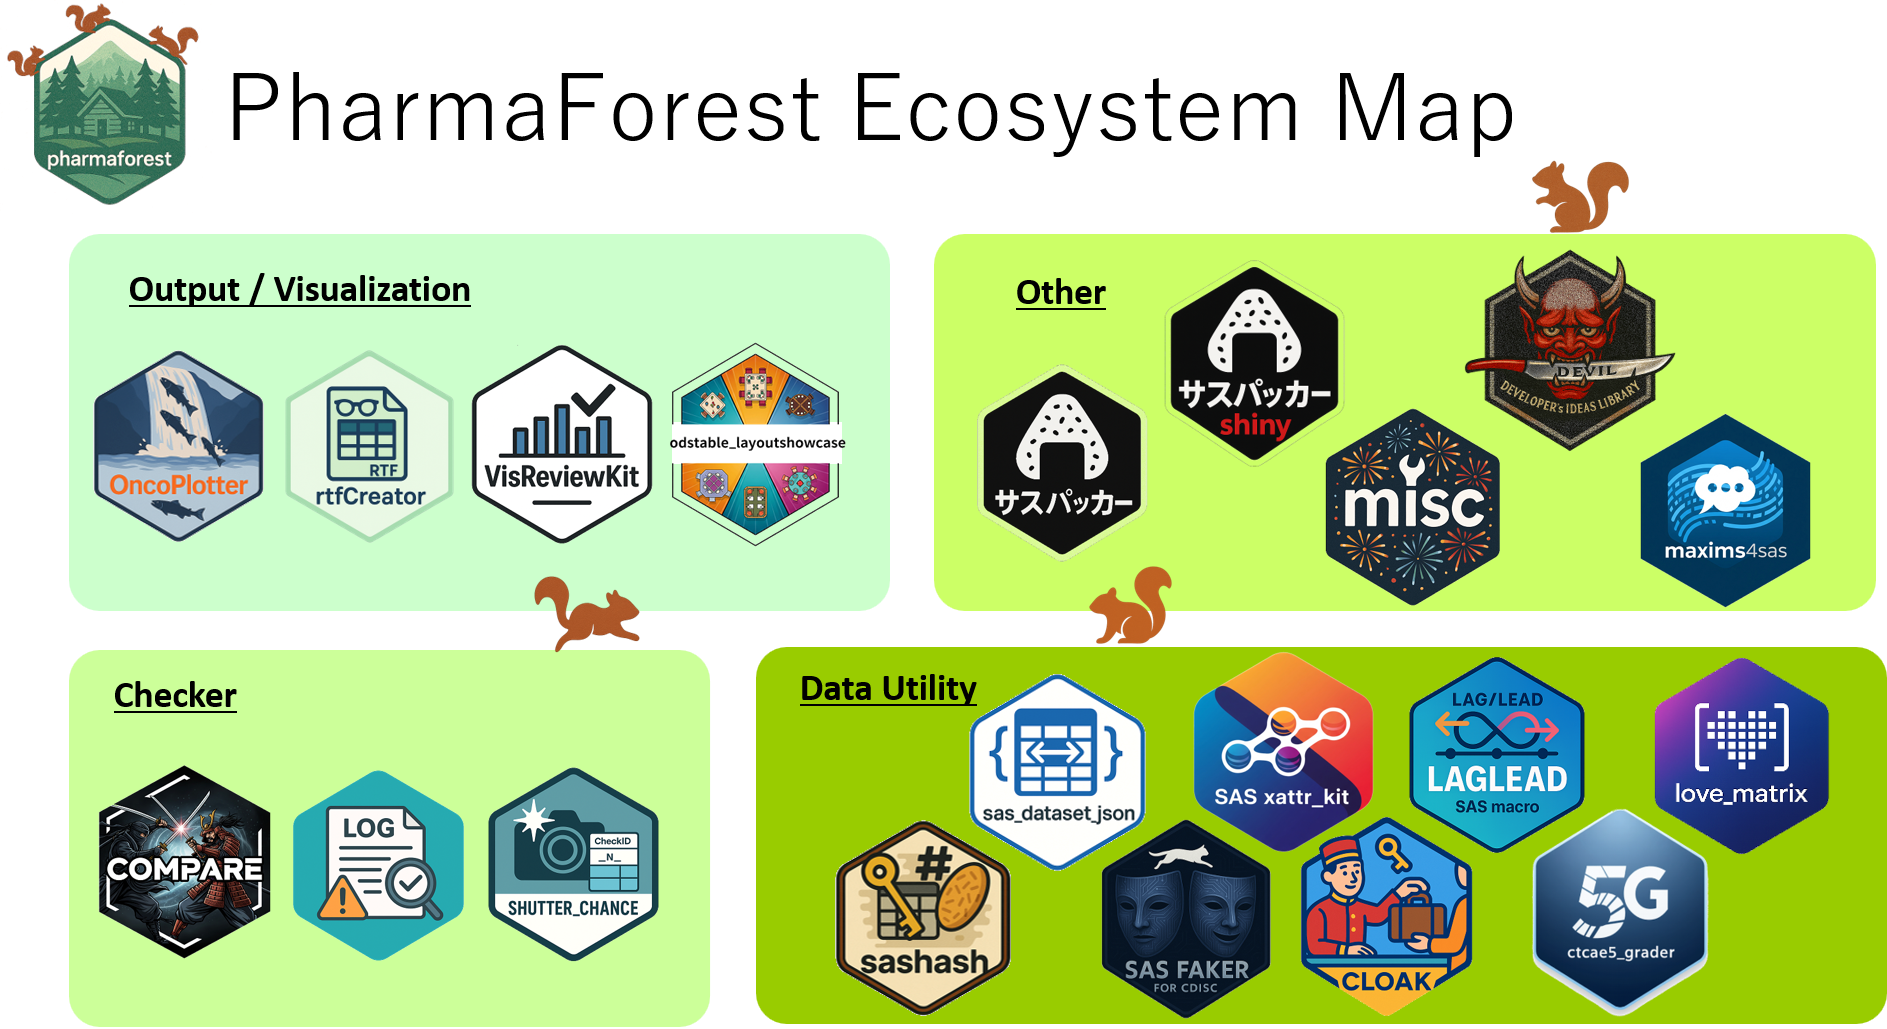 pharmaforest
PharmaForest Ecosystem Map
Output / Visualization
OncoPlotter
RTF
rtfCreator
VisReviewKit
odstable_layoutshowcase
Other
サスパッカー
サスパッカー
shiny
misc
DEVIL
DEVELOPER's IDEAS LIBRARY
maxims4sas
Checker
COMPARE
LOG
CheckID
_N_
SHUTTER_CHANCE
Data Utility
sas_dataset_json
SAS xattr_kit
LAG/LEAD
LAGLEAD
SAS macro
love_matrix
#
sashash
SAS FAKER
FOR CDISC
CLOAK
5G
ctcae5_grader